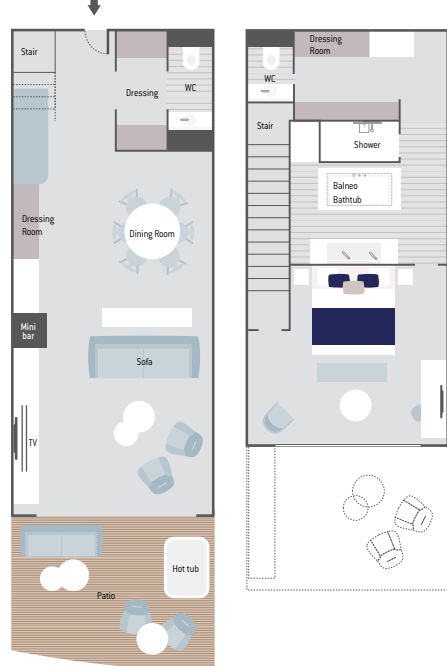 Stair
Dressing
WC
Dressing
Room
Dining Room
Mini
bar
Sofa
TV
Hot tub
Patio
Dressing
Room
WC
Stair
Shower
Balneo
Bathtub